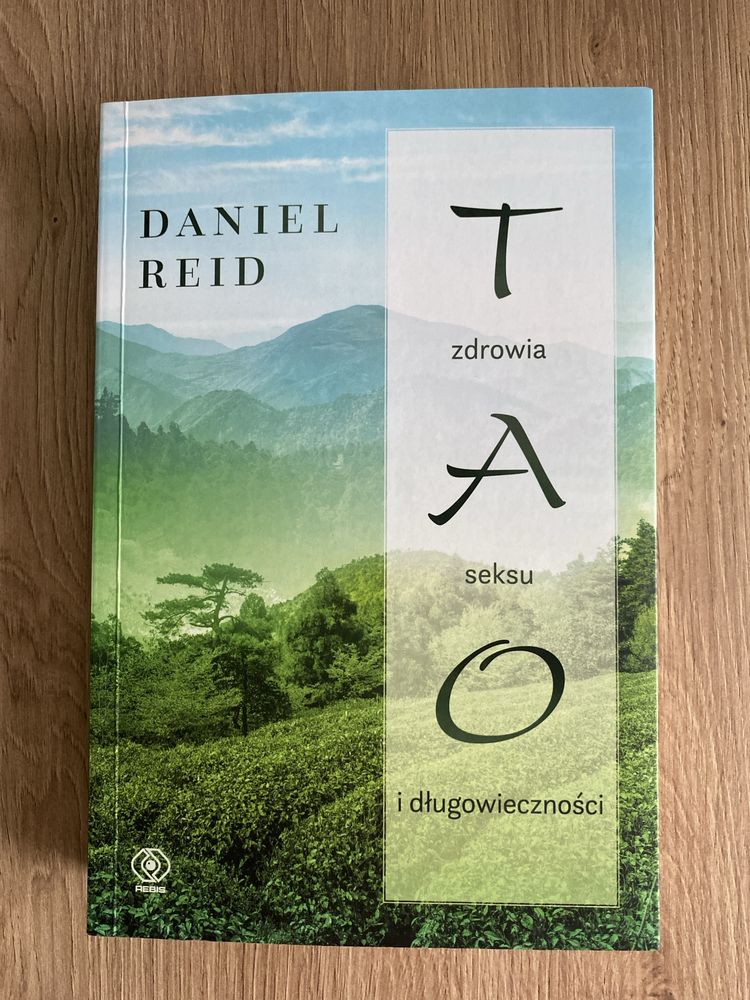 DANIEL
REID
T
zdrowia
A
seksu
O
i długowieczności
REBIS